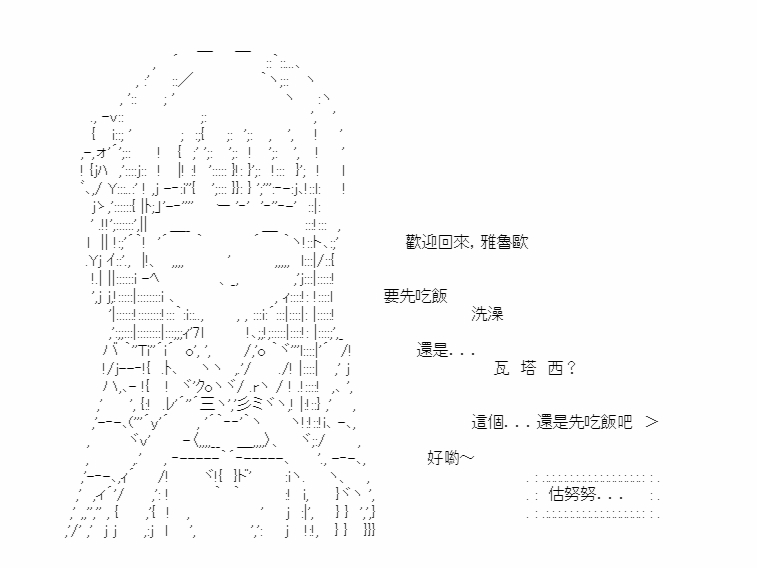 歡迎回來，雅魯歐
要先吃飯
洗澡
還是．．．
瓦　塔　西？
這個．．．還是先吃飯吧　＞
好喲～
估努努．．．